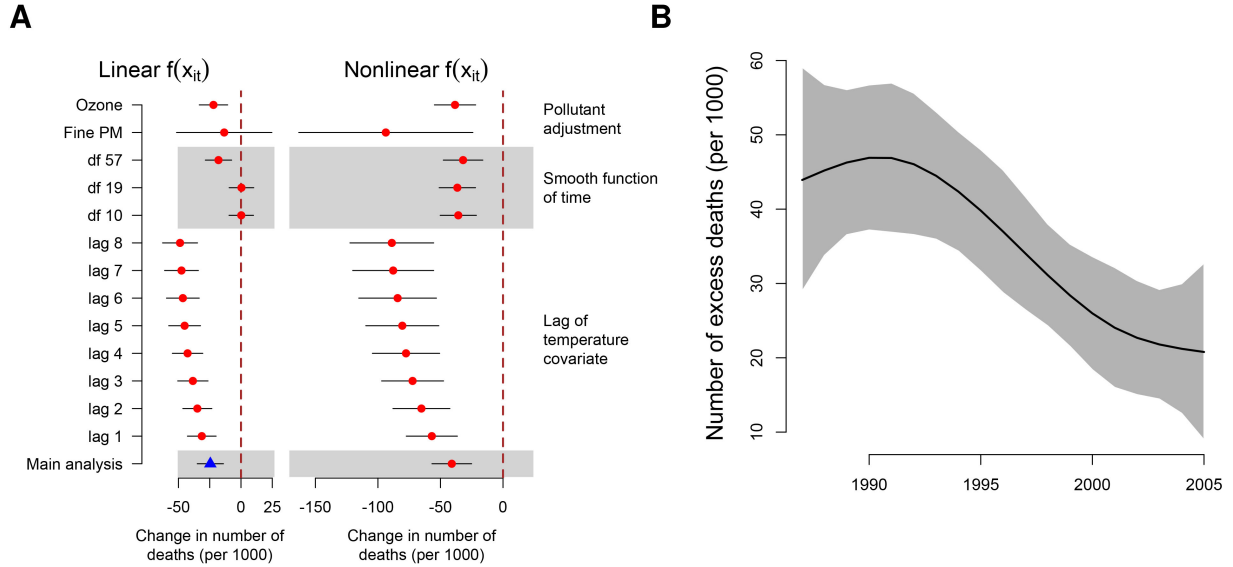 A
Linear f(x_it)
Nonlinear f(x_it)
Ozone
Fine PM
df 57
df 19
df 10
lag 8
lag 7
lag 6
lag 5
lag 4
lag 3
lag 2
lag 1
Main analysis
Pollutant
adjustment
Smooth function
of time
Lag of
temperature
covariate
-50 0 25
Change in number of
deaths (per 1000)
-150 -100 -50 0
Change in number of
deaths (per 1000)
B
Number of excess deaths (per 1000)
60
50
40
30
20
10
1990 1995 2000 2005